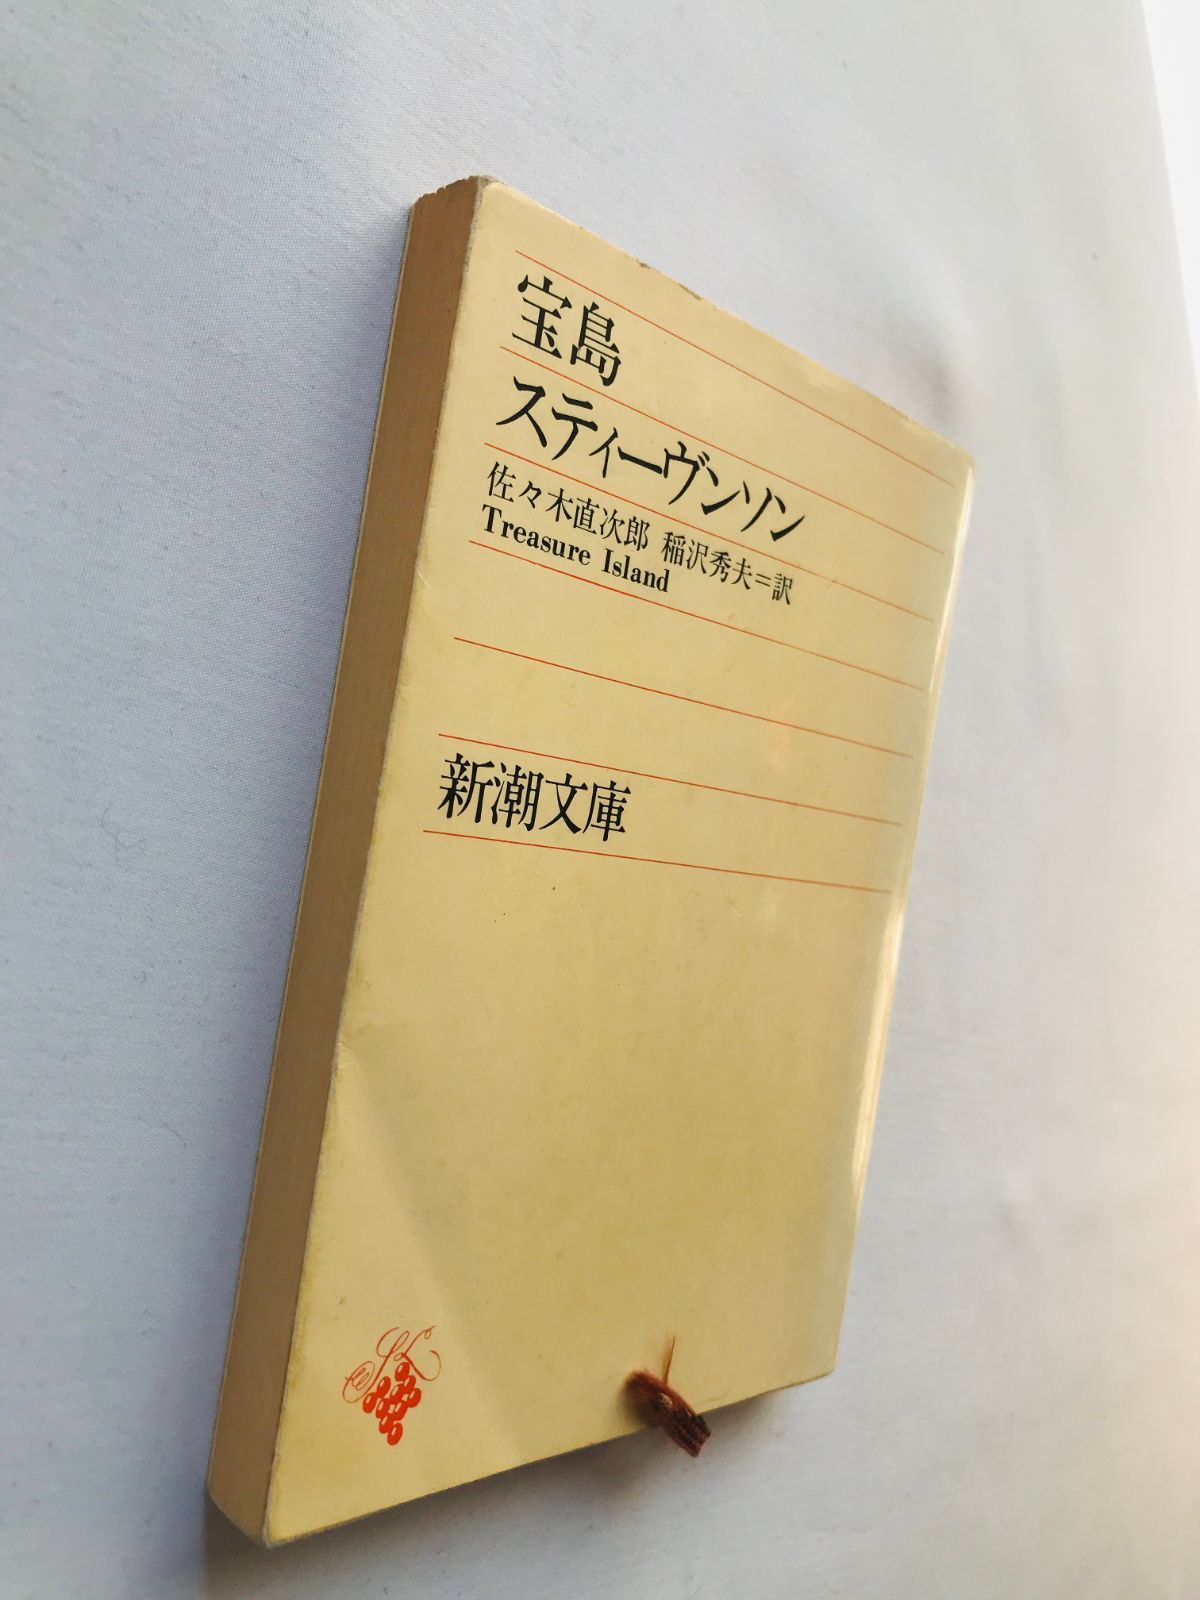 宝島
スティーヴンソン
佐々木直次郎 稲沢秀夫＝訳
Treasure Island
新潮文庫